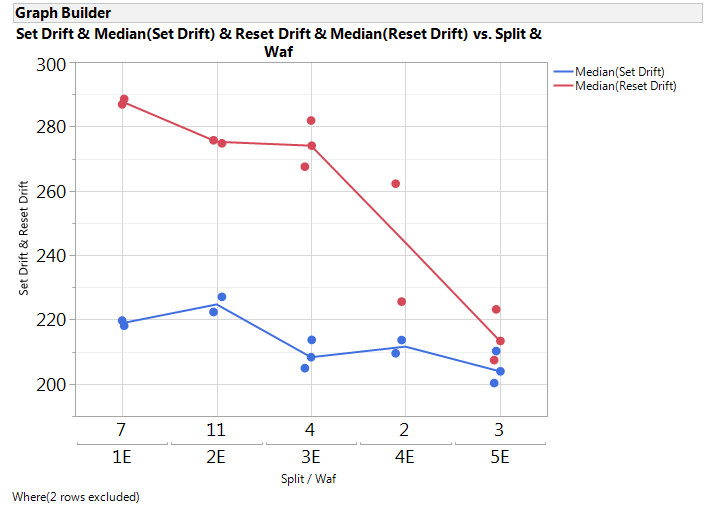 Graph Builder
Set Drift & Median(Set Drift) & Reset Drift & Median(Reset Drift) vs. Split &
Waf
Median(Set Drift)
Median(Reset Drift)
Set Drift & Reset Drift
300
280
260
240
220
200
7 11 4 2 3
1E 2E 3E 4E 5E
Split / Waf
Where(2 rows excluded)